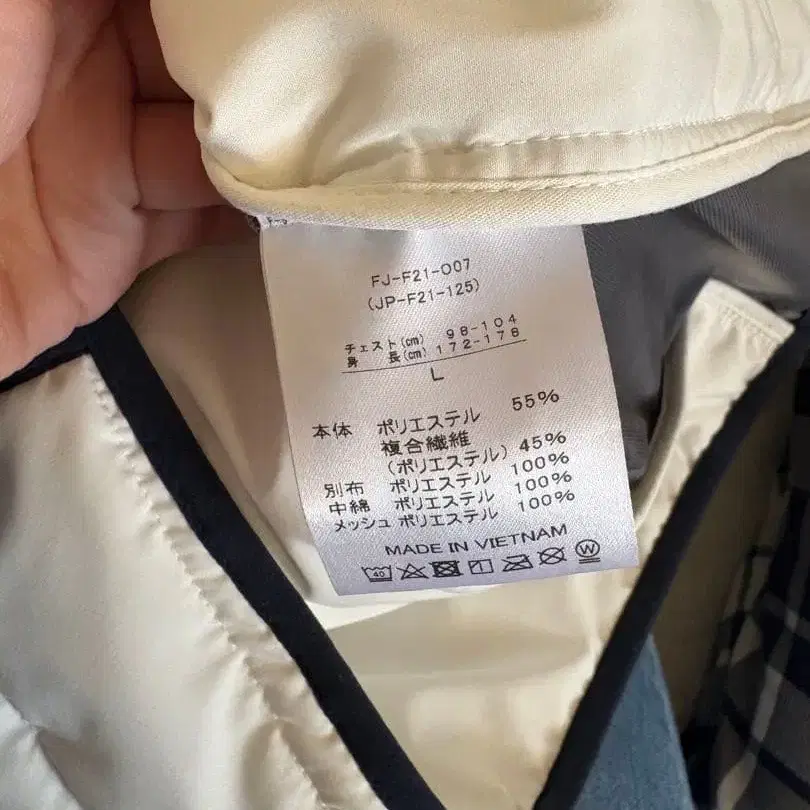 FJ-F21-007
(JP-F21-125)
チェスト(cm) 98-104
身　長(cm) 172-178
L
本体 ポリエステル 55%
複合繊維
(ポリエステル) 45%
別布 ポリエステル 100%
中綿 ポリエステル 100%
メッシュ ポリエステル 100%
MADE IN VIETNAM
40 W